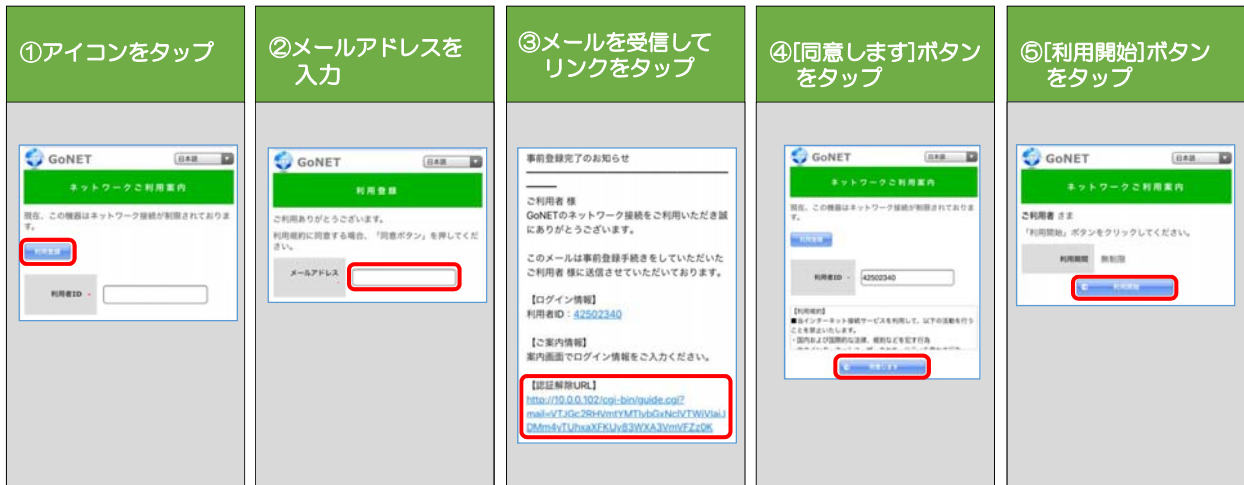 ①アイコンをタップ
GoNET
日本語
ネットワークご利用案内
現在、この機器はネットワーク接続が制限されておりま
す。
利用登録
利用者ID
②メールアドレスを
入力
GoNET
日本語
利用登録
ご利用ありがとうございます。
利用規約に同意する場合、「同意ボタン」を押してくだ
さい。
メールアドレス
③メールを受信して
リンクをタップ
事前登録完了のお知らせ
ご利用者 様
GoNETのネットワーク接続をご利用いただき誠
にありがとうございます。
このメールは事前登録手続きをしていただいた
ご利用者 様に送信させていただいております。
【ログイン情報】
利用者ID：42502340
【ご案内情報】
案内画面でログイン情報をご入力ください。
【認証解除URL】
http://10.0.0.102/cgi-bin/guide.cgi?
④[同意します]ボタン
をタップ
GoNET
日本語
ネットワークご利用案内
現在、この機器はネットワーク接続が制限されておりま
す。
利用登録
利用者ID
42502340
【利用規約】
■当インターネット接続サービスを利用して、以下の活動を行う
ことを禁止いたします。
・国内および国際的な法律、規則などを犯す行為
同意します
⑤[利用開始]ボタン
をタップ
GoNET
日本語
ネットワークご利用案内
ご利用者 さま
「利用開始」ボタンをクリックしてください。
利用期間 無制限
利用開始